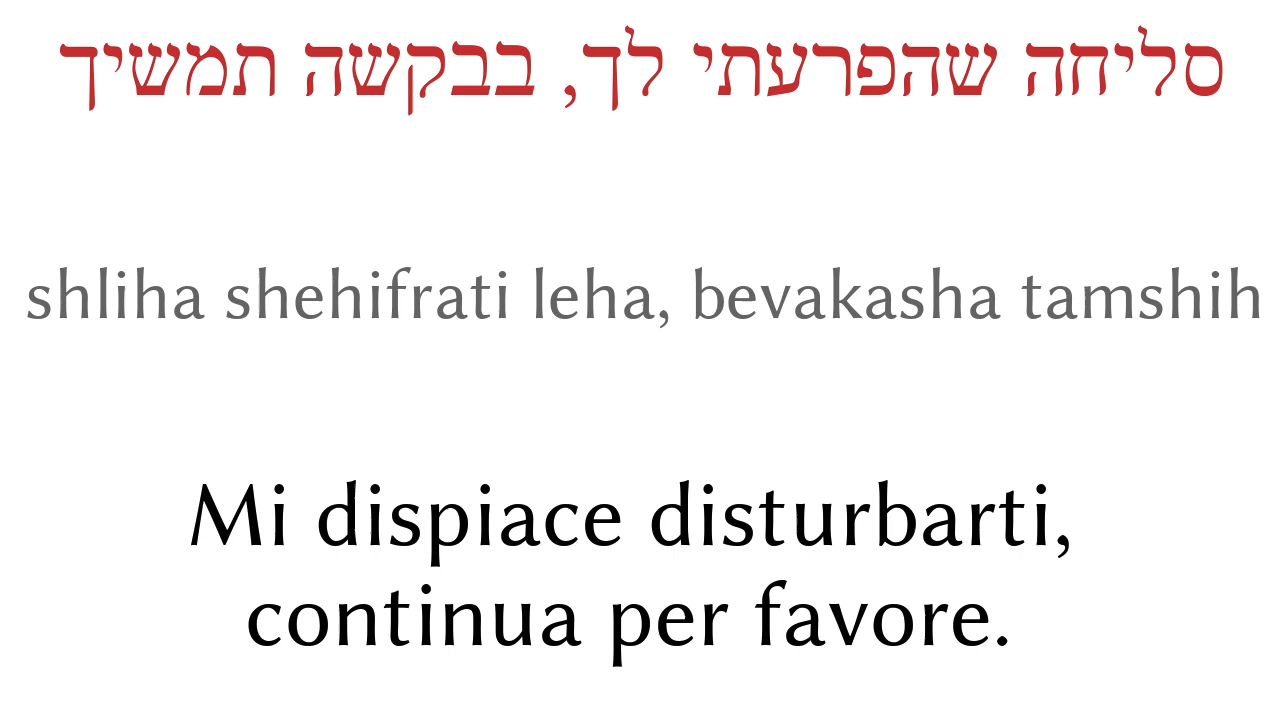 סליחה שהפרעתי לך, בבקשה תמשיך
shliha shehifrati leha, bevakasha tamshih
Mi dispiace disturbarti,
continua per favore.